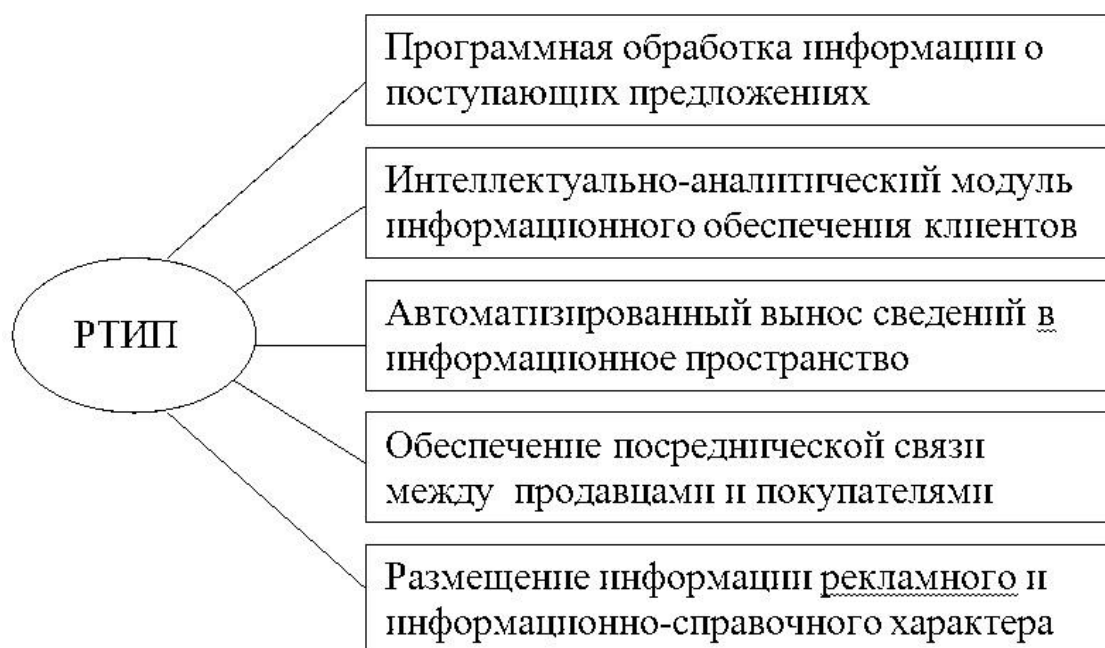 Программная обработка информации о
поступающих предложениях
Интеллектуально-аналитический модуль
информационного обеспечения клиентов
РТИП
Автоматизированный вынос сведений в
информационное пространство
Обеспечение посреднической связи
между продавцами и покупателями
Размещение информации рекламного и
информационно-справочного характера